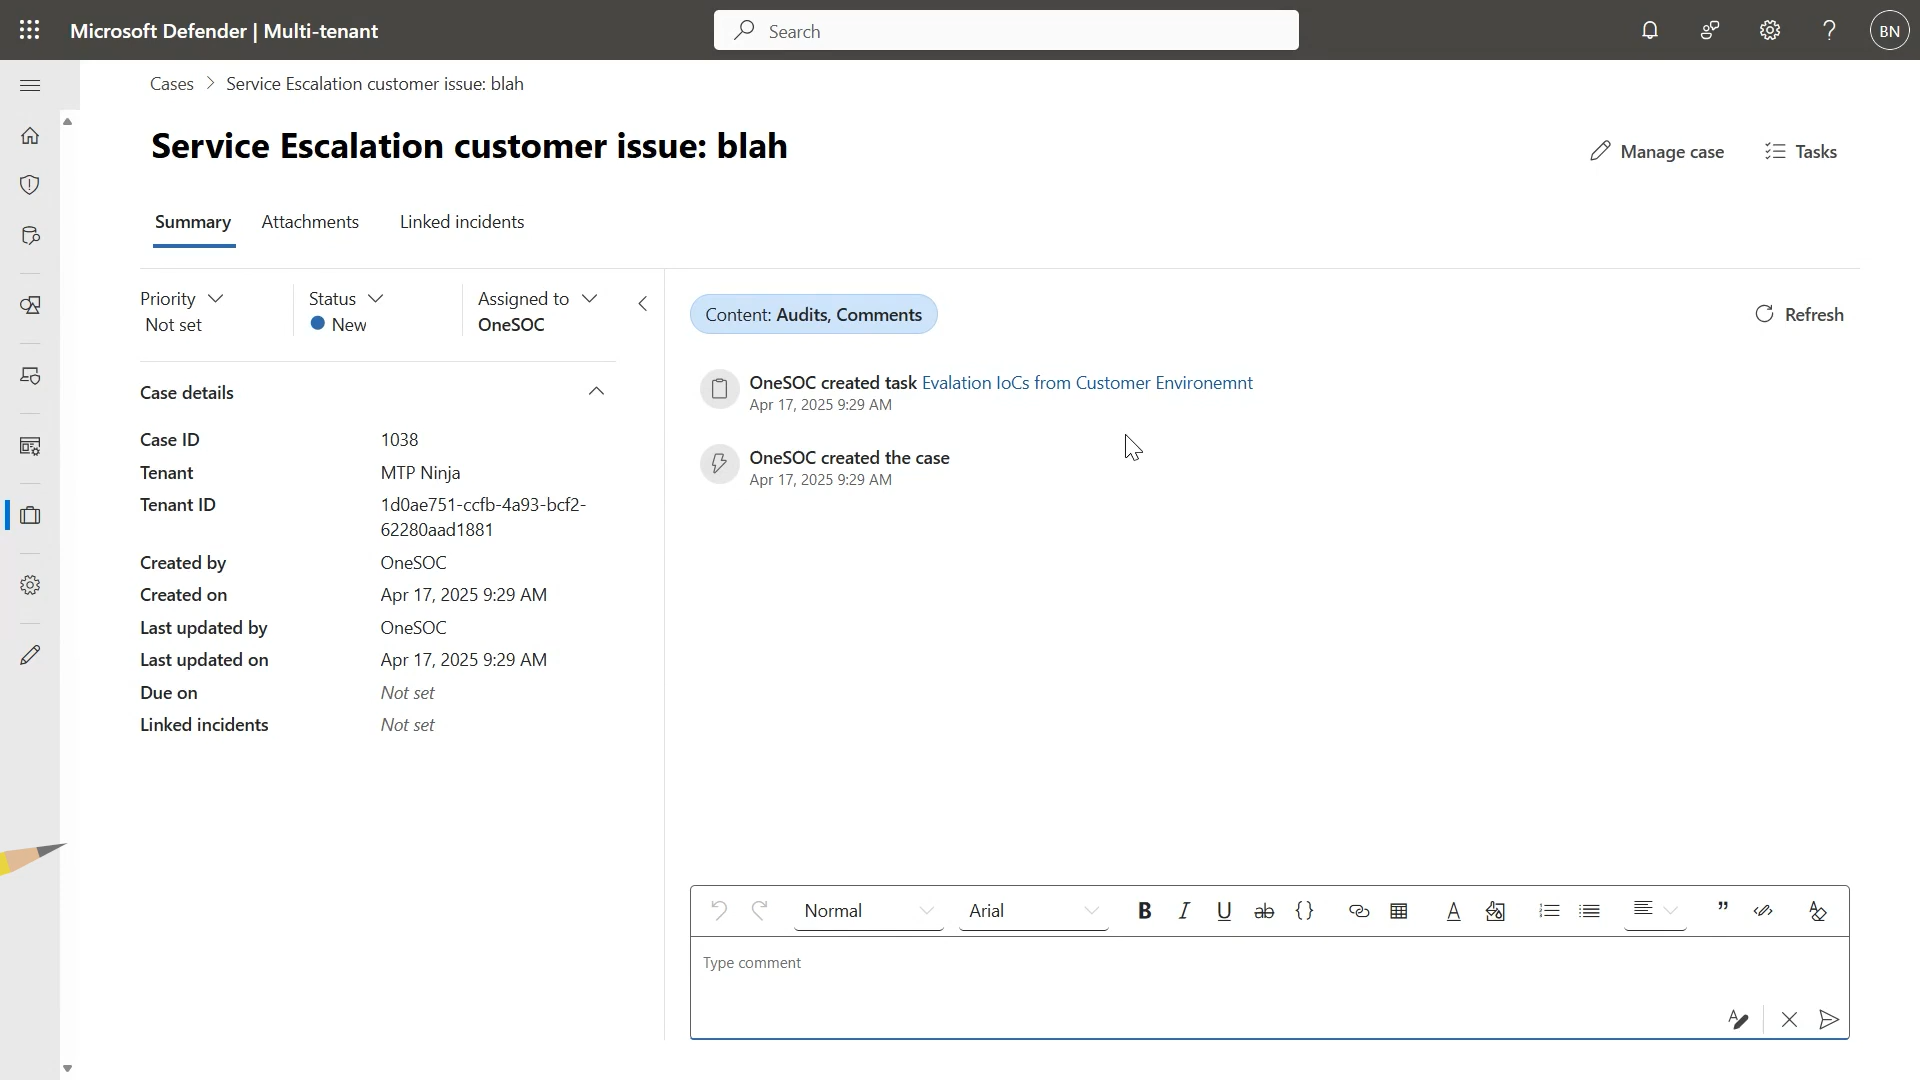 Microsoft Defender | Multi-tenant
Search
BN
Cases > Service Escalation customer issue: blah
Service Escalation customer issue: blah
Manage case
Tasks
Summary
Attachments
Linked incidents
Priority
Status
Assigned to
Not set
New
OneSOC
Content: Audits, Comments
Refresh
Case details
Case ID 1038
Tenant MTP Ninja
Tenant ID 1d0ae751-ccfb-4a93-bcf2-
62280aad1881
Created by OneSOC
Created on Apr 17, 2025 9:29 AM
Last updated by OneSOC
Last updated on Apr 17, 2025 9:29 AM
Due on Not set
Linked incidents Not set
OneSOC created task Evalation IoCs from Customer Environemnt
Apr 17, 2025 9:29 AM
OneSOC created the case
Apr 17, 2025 9:29 AM
Normal
Arial
Type comment